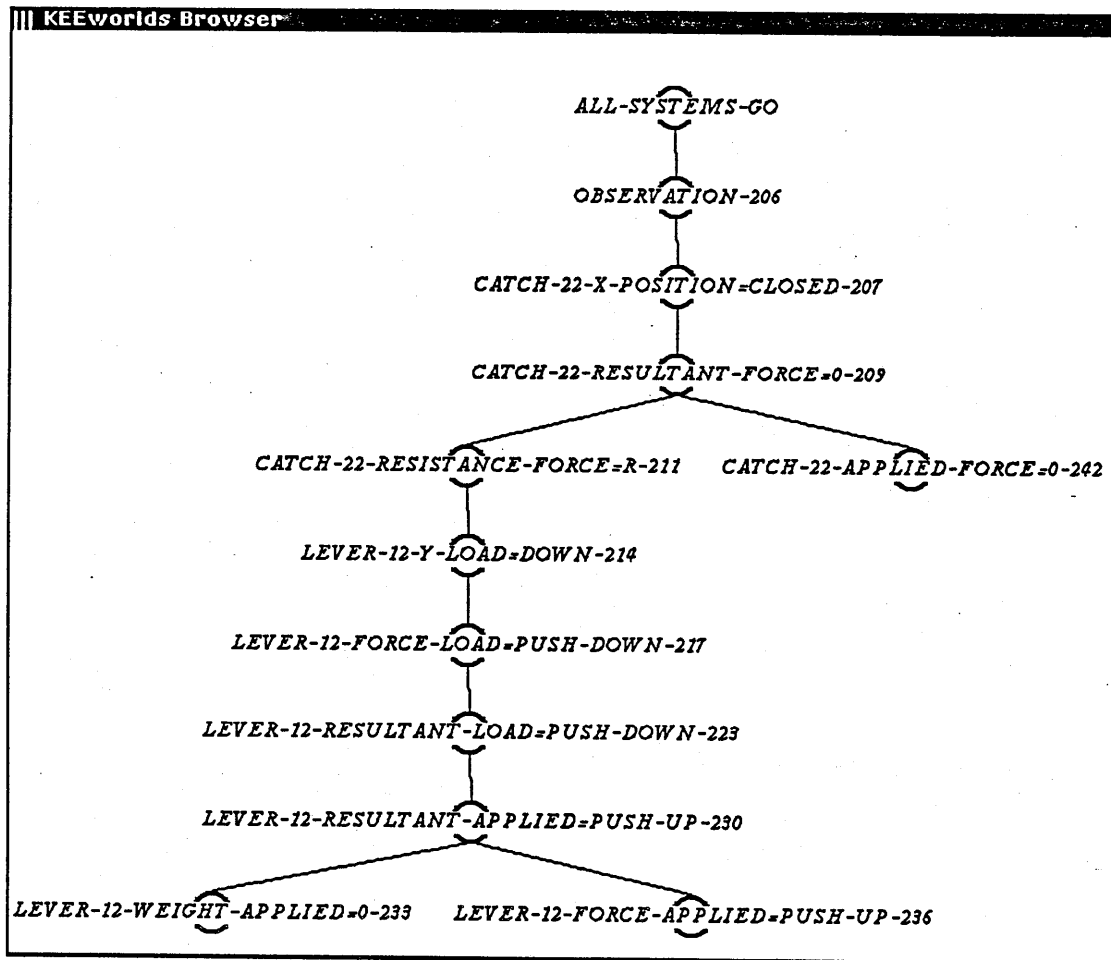 KEEworlds Browser
ALL-SYSTEMS-GO
OBSERVATION-206
CATCH-22-X-POSITION=CLOSED-207
CATCH-22-RESULTANT-FORCE=0-209
CATCH-22-RESISTANCE-FORCE=R-211 CATCH-22-APPLIED-FORCE=0-242
LEVER-12-Y-LOAD=DOWN-214
LEVER-12-FORCE-LOAD=PUSH-DOWN-217
LEVER-12-RESULTANT-LOAD=PUSH-DOWN-223
LEVER-12-RESULTANT-APPLIED=PUSH-UP-230
LEVER-12-WEIGHT-APPLIED=0-233 LEVER-12-FORCE-APPLIED=PUSH-UP-236